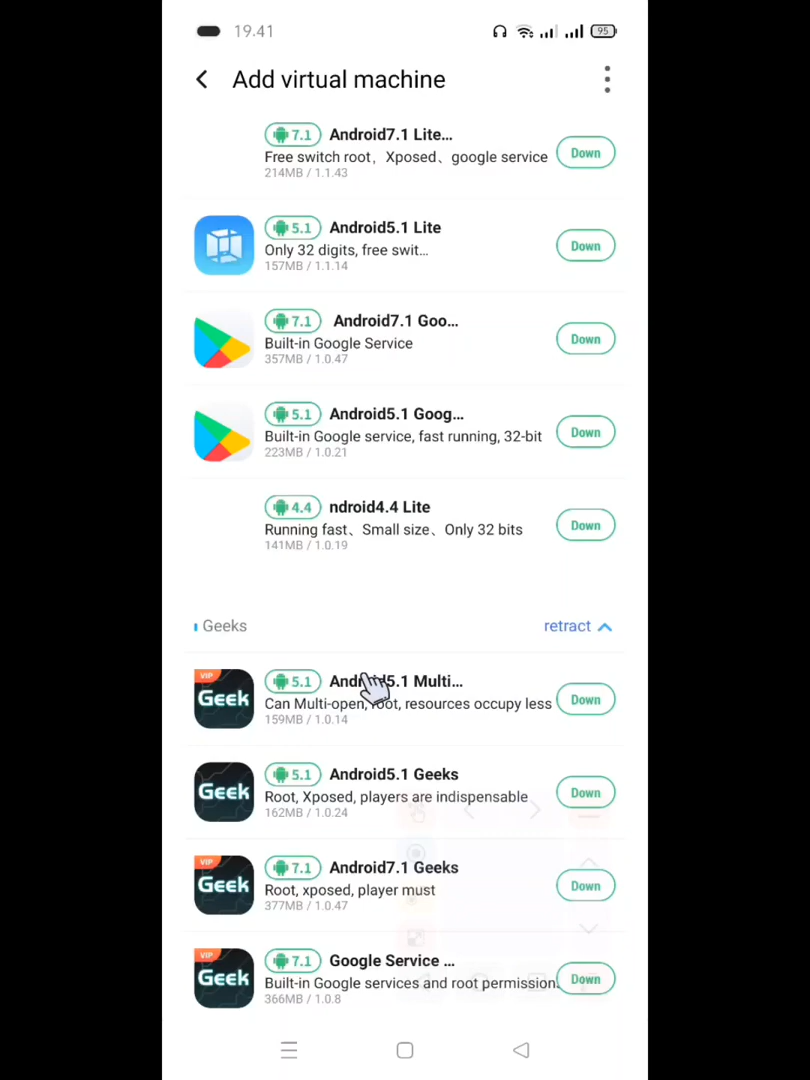 19.41
95
Add virtual machine
7.1 Android7.1 Lite...
Free switch root, Xposed、google service
214MB / 1.1.43
Down
5.1 Android5.1 Lite
Only 32 digits, free swit...
157MB / 1.1.14
Down
7.1 Android7.1 Goo...
Built-in Google Service
357MB / 1.0.47
Down
5.1 Android5.1 Goog...
Built-in Google service, fast running, 32-bit
223MB / 1.0.21
Down
4.4 ndroid4.4 Lite
Running fast、Small size、Only 32 bits
141MB / 1.0.19
Down
Geeks
retract
VIP
Geek
5.1 Android5.1 Multi...
Can Multi-open, root, resources occupy less
159MB / 1.0.14
Down
Geek
5.1 Android5.1 Geeks
Root, Xposed, players are indispensable
162MB / 1.0.24
Down
VIP
Geek
7.1 Android7.1 Geeks
Root, xposed, player must
377MB / 1.0.47
Down
VIP
Geek
7.1 Google Service ...
Built-in Google services and root permission
366MB / 1.0.8
Down